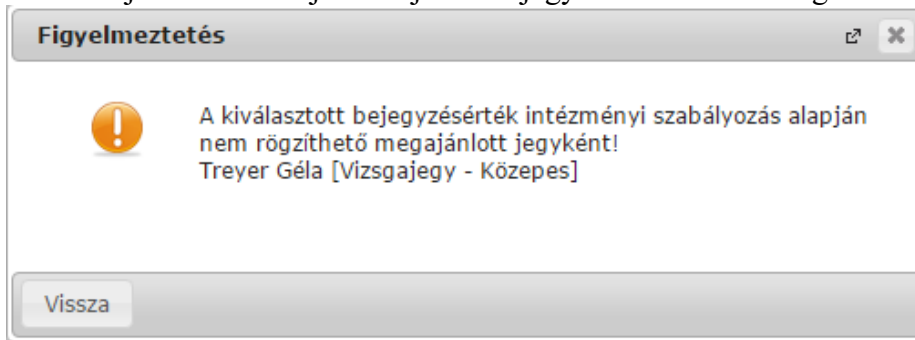 Figyelmeztetés
A kiválasztott bejegyzésérték intézményi szabályozás alapján
nem rögzíthető megajánlott jegyként!
Treyer Géla [Vizsgajegy - Közepes]
Vissza